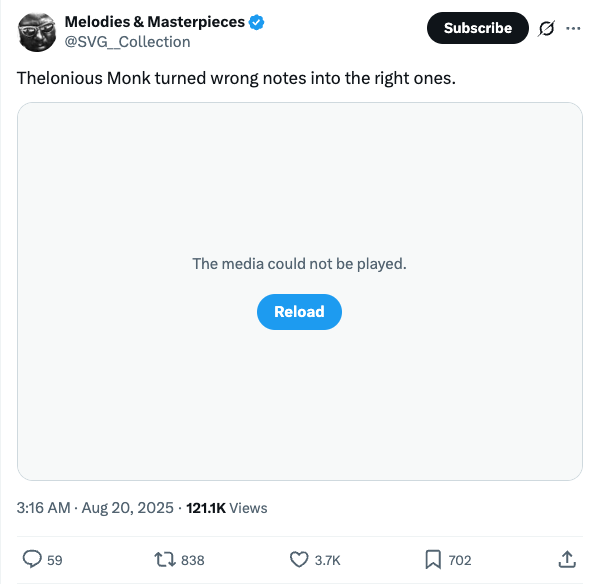 Melodies & Masterpieces
@SVG__Collection
Subscribe
Thelonious Monk turned wrong notes into the right ones.
The media could not be played.
Reload
3:16 AM · Aug 20, 2025 · 121.1K Views
59 838 3.7K 702